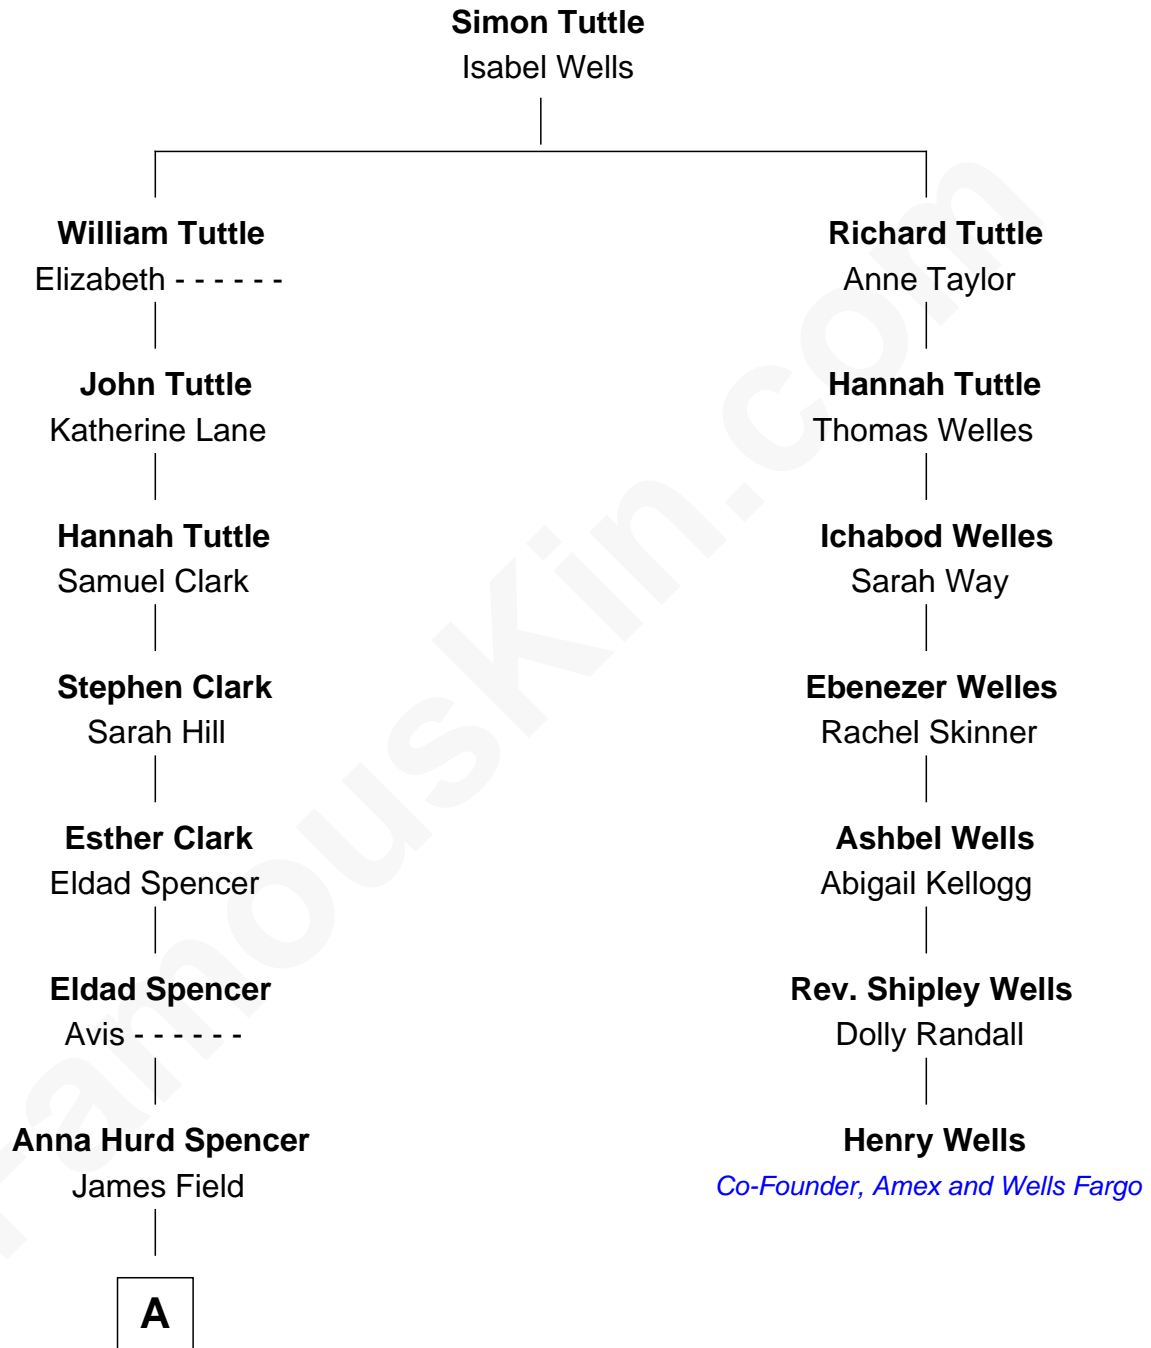 Simon Tuttle
Isabel Wells
William Tuttle
Elizabeth - - - - - -
Richard Tuttle
Anne Taylor
John Tuttle
Katherine Lane
Hannah Tuttle
Thomas Welles
Hannah Tuttle
Samuel Clark
Ichabod Welles
Sarah Way
Stephen Clark
Sarah Hill
Ebenezer Welles
Rachel Skinner
Esther Clark
Eldad Spencer
Ashbel Wells
Abigail Kellogg
Eldad Spencer
Avis - - - - - -
Rev. Shipley Wells
Dolly Randall
Anna Hurd Spencer
James Field
Henry Wells
Co-Founder, Amex and Wells Fargo
A
FamousKin.com